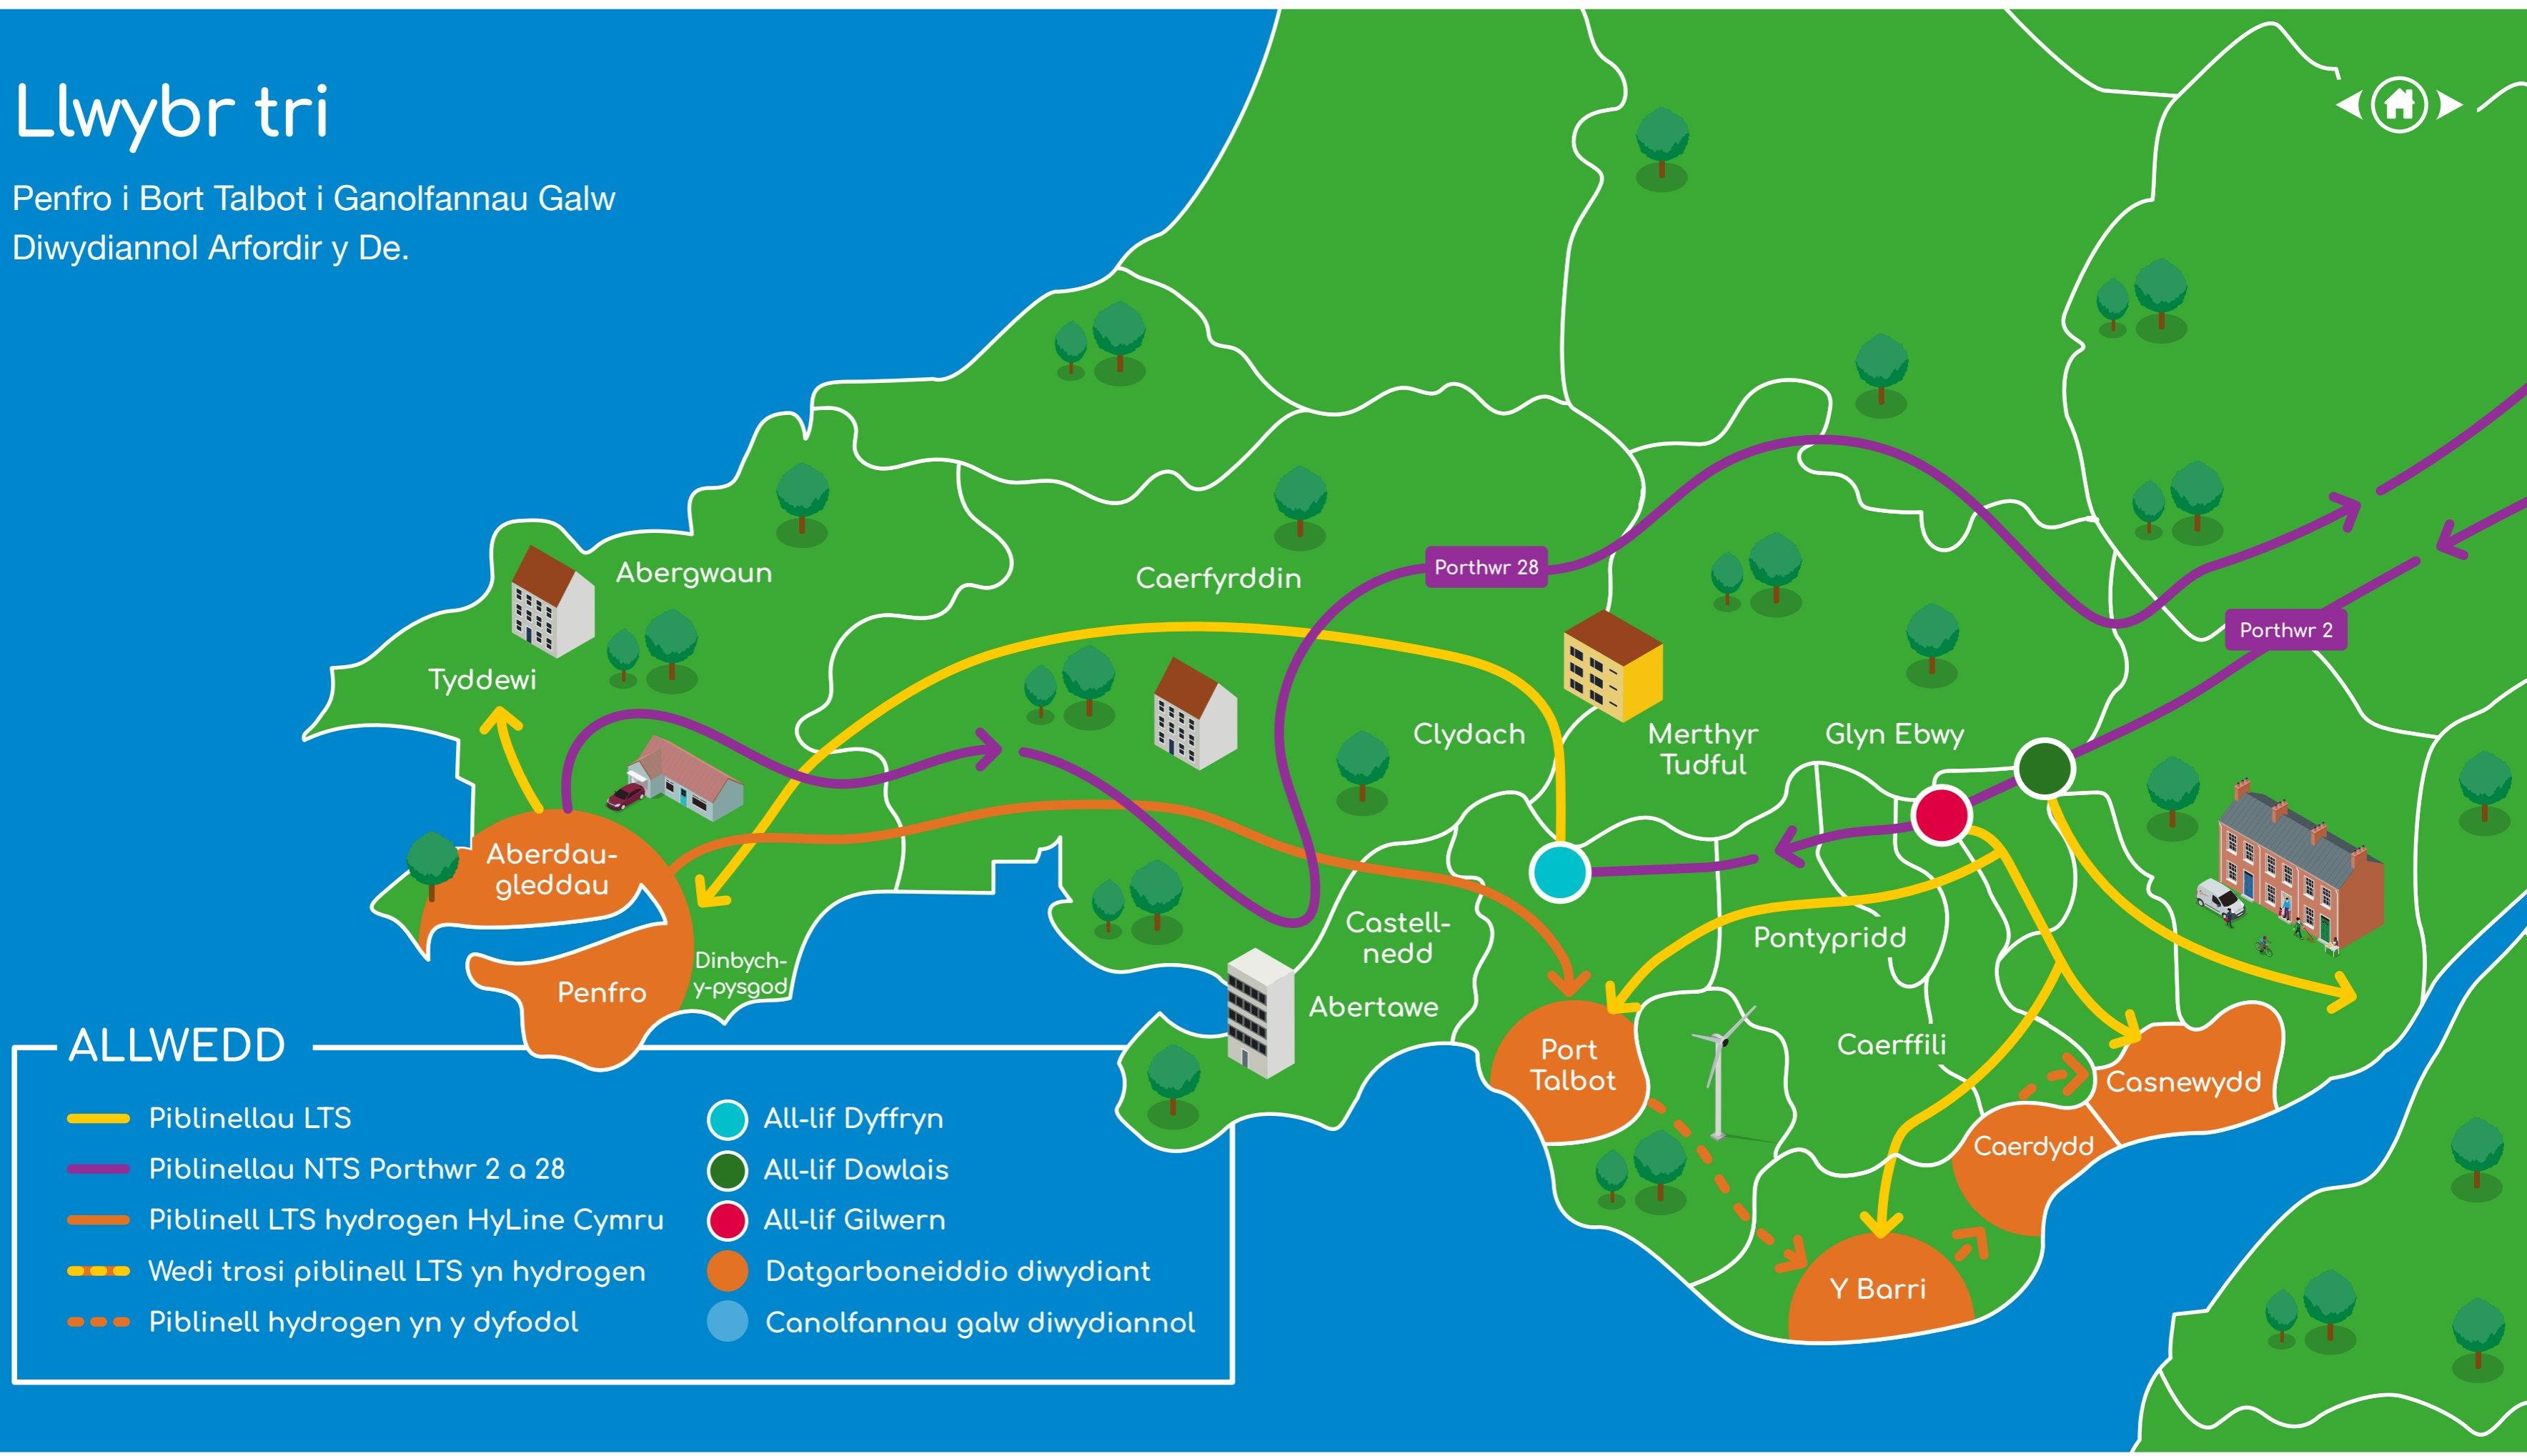 Llwybr tri
Penfro i Bort Talbot i Ganolfannau Galw
Diwydiannol Arfordir y De.
Abergwaun
Caerfyrddin
Porthwr 28
Porthwr 2
Tyddewi
Clydach
Merthyr
Tudful
Glyn Ebwy
Aberdau-
gleddau
Castell-
nedd
Pontypridd
Dinbych-
y-pysgod
Penfro
Abertawe
Port
Talbot
Caerffili
Casnewydd
Caerdydd
Y Barri
ALLWEDD
Piblinellau LTS
Piblinellau NTS Porthwr 2 a 28
Piblinell LTS hydrogen HyLine Cymru
Wedi trosi piblinell LTS yn hydrogen
Piblinell hydrogen yn y dyfodol
All-lif Dyffryn
All-lif Dowlais
All-lif Gilwern
Datgarboneiddio diwydiant
Canolfannau galw diwydiannol